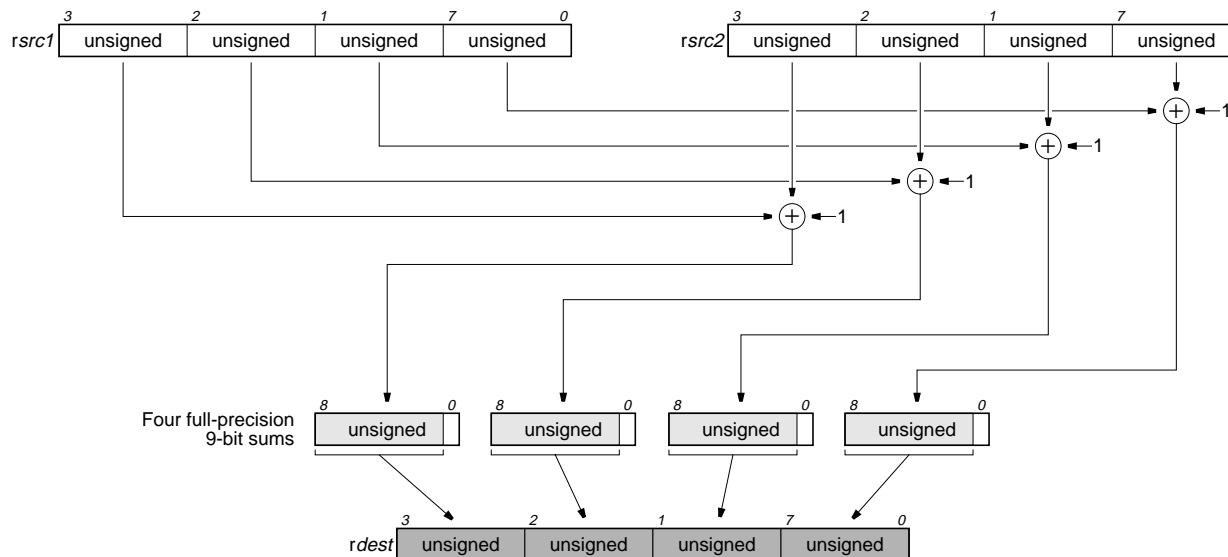 3 2 1 7 0
rsrc1 unsigned unsigned unsigned unsigned
3 2 1 7
rsrc2 unsigned unsigned unsigned unsigned
+ 1
+ 1
+ 1
+ 1
Four full-precision
9-bit sums
8 0
unsigned
8 0
unsigned
8 0
unsigned
8 0
unsigned
3 2 1 7 0
rdest unsigned unsigned unsigned unsigned